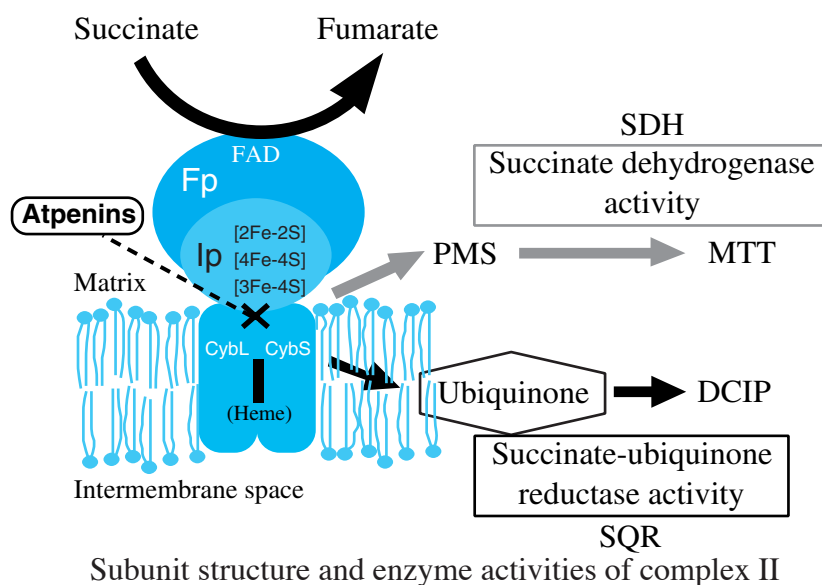 Succinate
Fumarate
FAD
Fp
Atpenins
Ip
[2Fe-2S]
[4Fe-4S]
[3Fe-4S]
SDH
Succinate dehydrogenase
activity
PMS
MTT
Matrix
CybL
CybS
(Heme)
Ubiquinone
DCIP
Succinate-ubiquinone
reductase activity
SQR
Intermembrane space
Subunit structure and enzyme activities of complex II